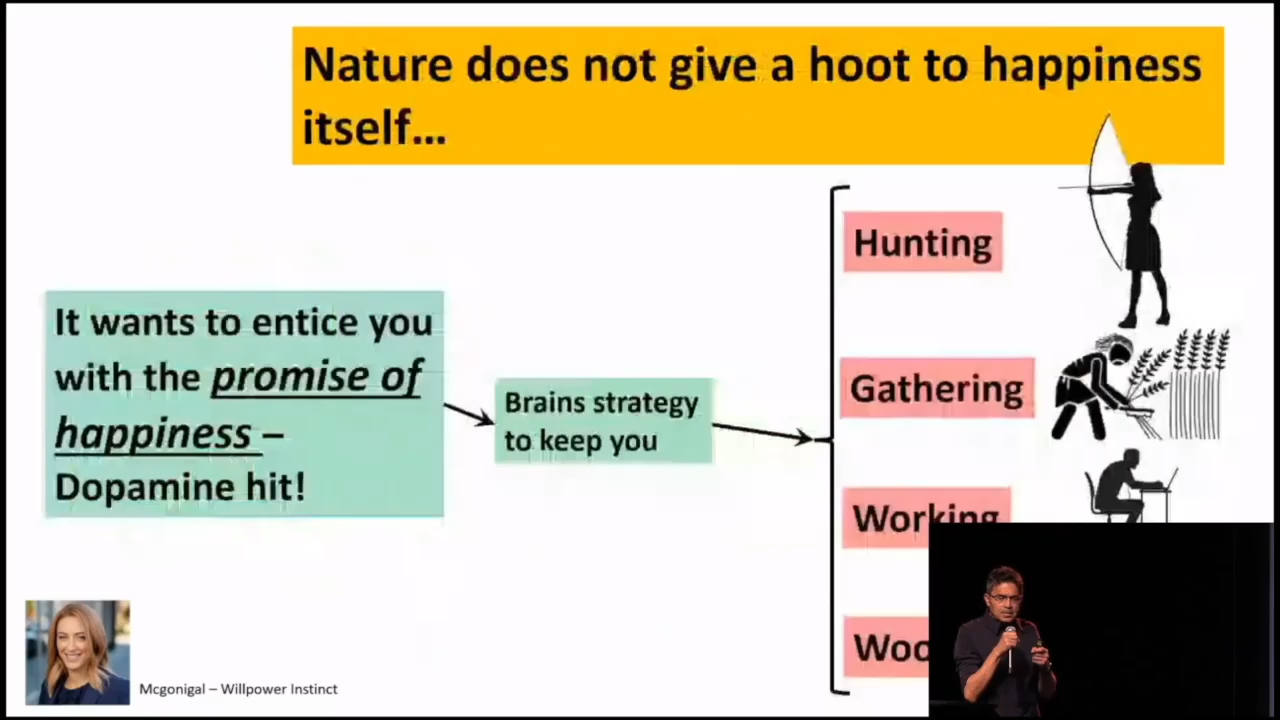 Nature does not give a hoot to happiness
itself...
Hunting
It wants to entice you
with the promise of
happiness –
Dopamine hit!
Brains strategy
to keep you
Gathering
Working
Mcgonigal – Willpower Instinct